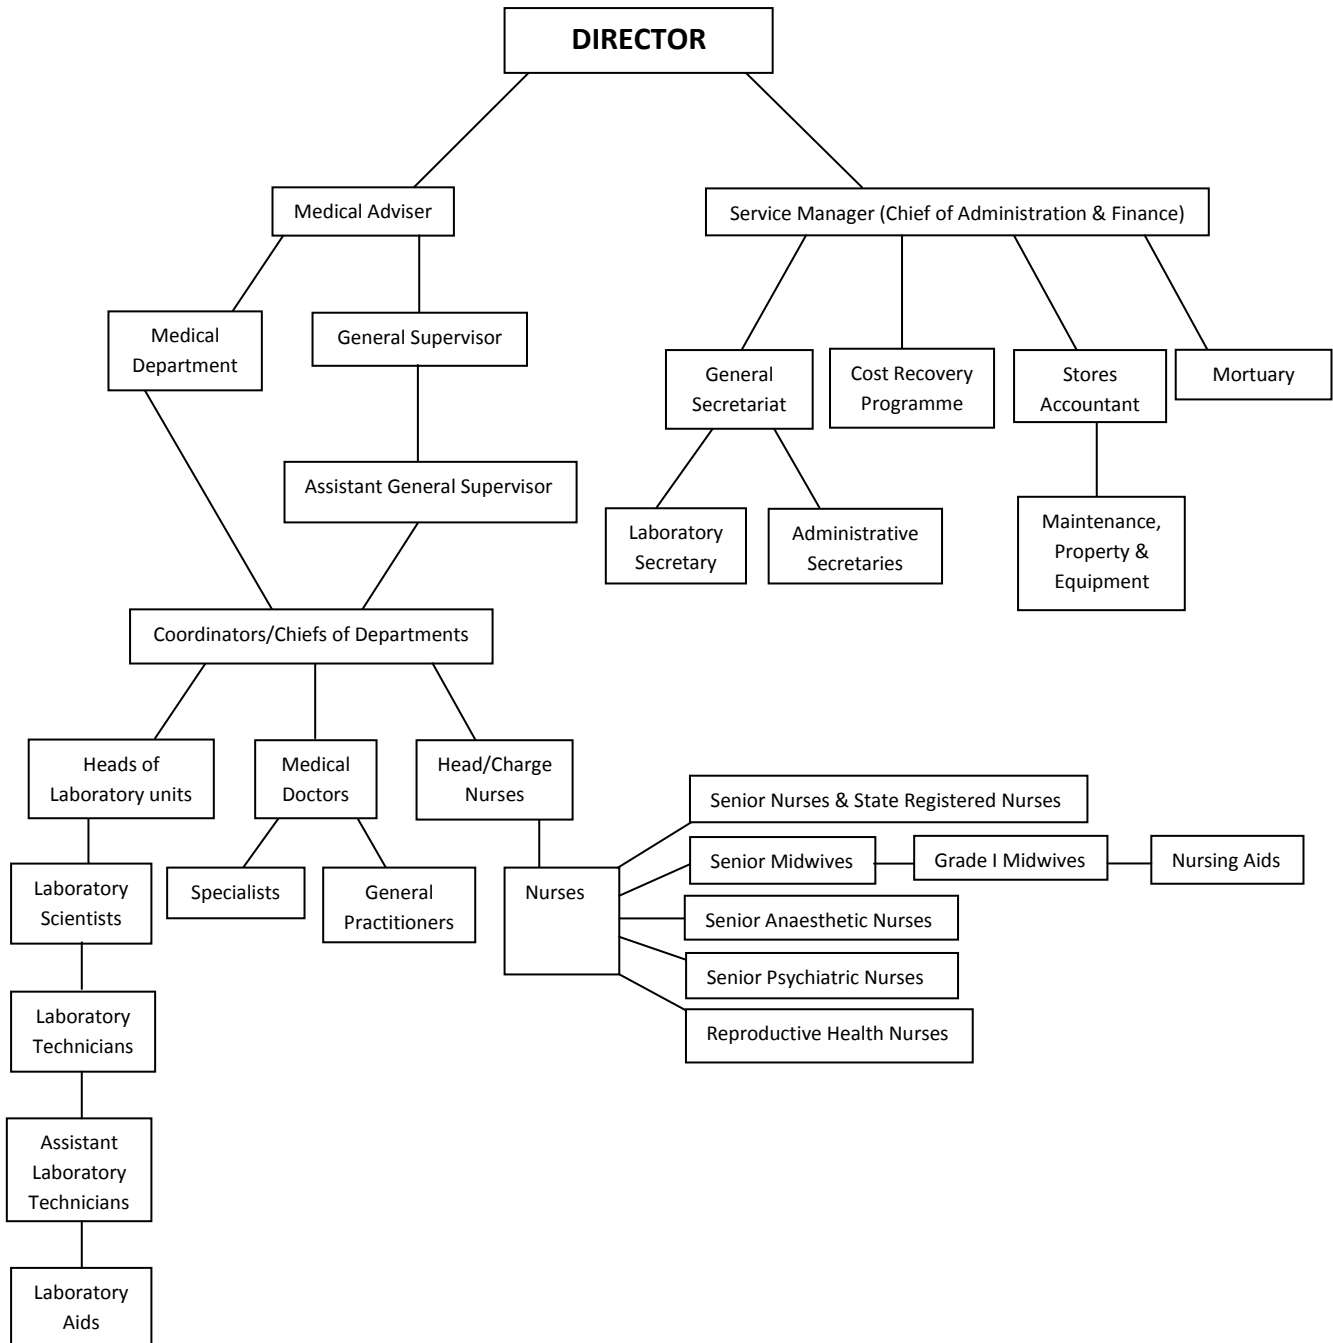 DIRECTOR
Medical Adviser
Service Manager (Chief of Administration & Finance)
Medical
Department
General Supervisor
General
Secretariat
Cost Recovery
Programme
Stores
Accountant
Mortuary
Assistant General Supervisor
Laboratory
Secretary
Administrative
Secretaries
Maintenance,
Property &
Equipment
Coordinators/Chiefs of Departments
Heads of
Laboratory units
Medical
Doctors
Head/Charge
Nurses
Senior Nurses & State Registered Nurses
Senior Midwives
Grade I Midwives
Nursing Aids
Laboratory
Scientists
Specialists
General
Practitioners
Nurses
Senior Anaesthetic Nurses
Senior Psychiatric Nurses
Reproductive Health Nurses
Laboratory
Technicians
Assistant
Laboratory
Technicians
Laboratory
Aids